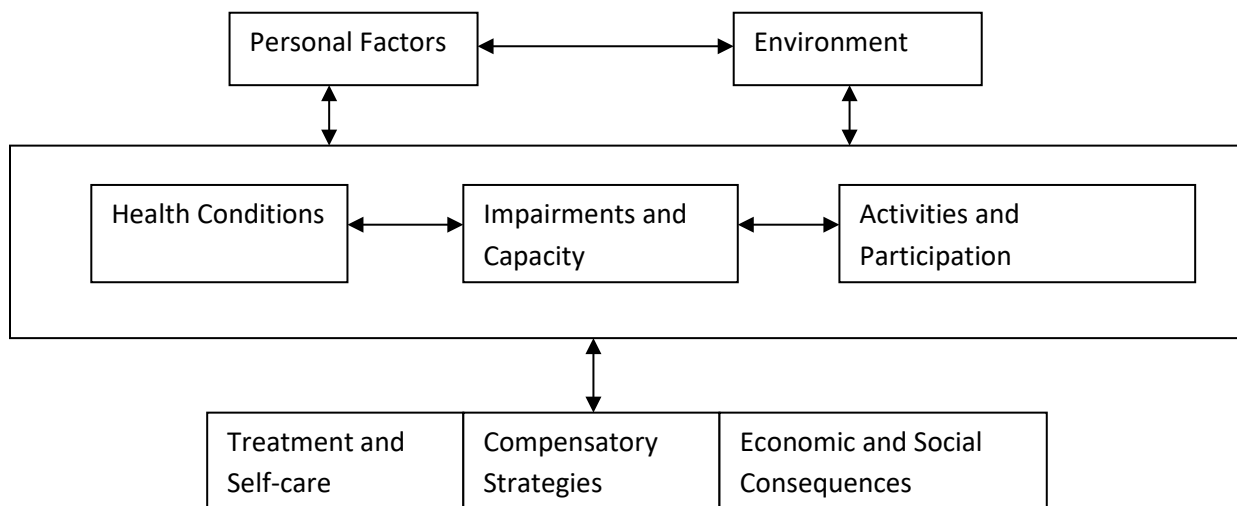 Personal Factors
Environment
Health Conditions
Impairments and
Capacity
Activities and
Participation
Treatment and
Self-care
Compensatory
Strategies
Economic and Social
Consequences